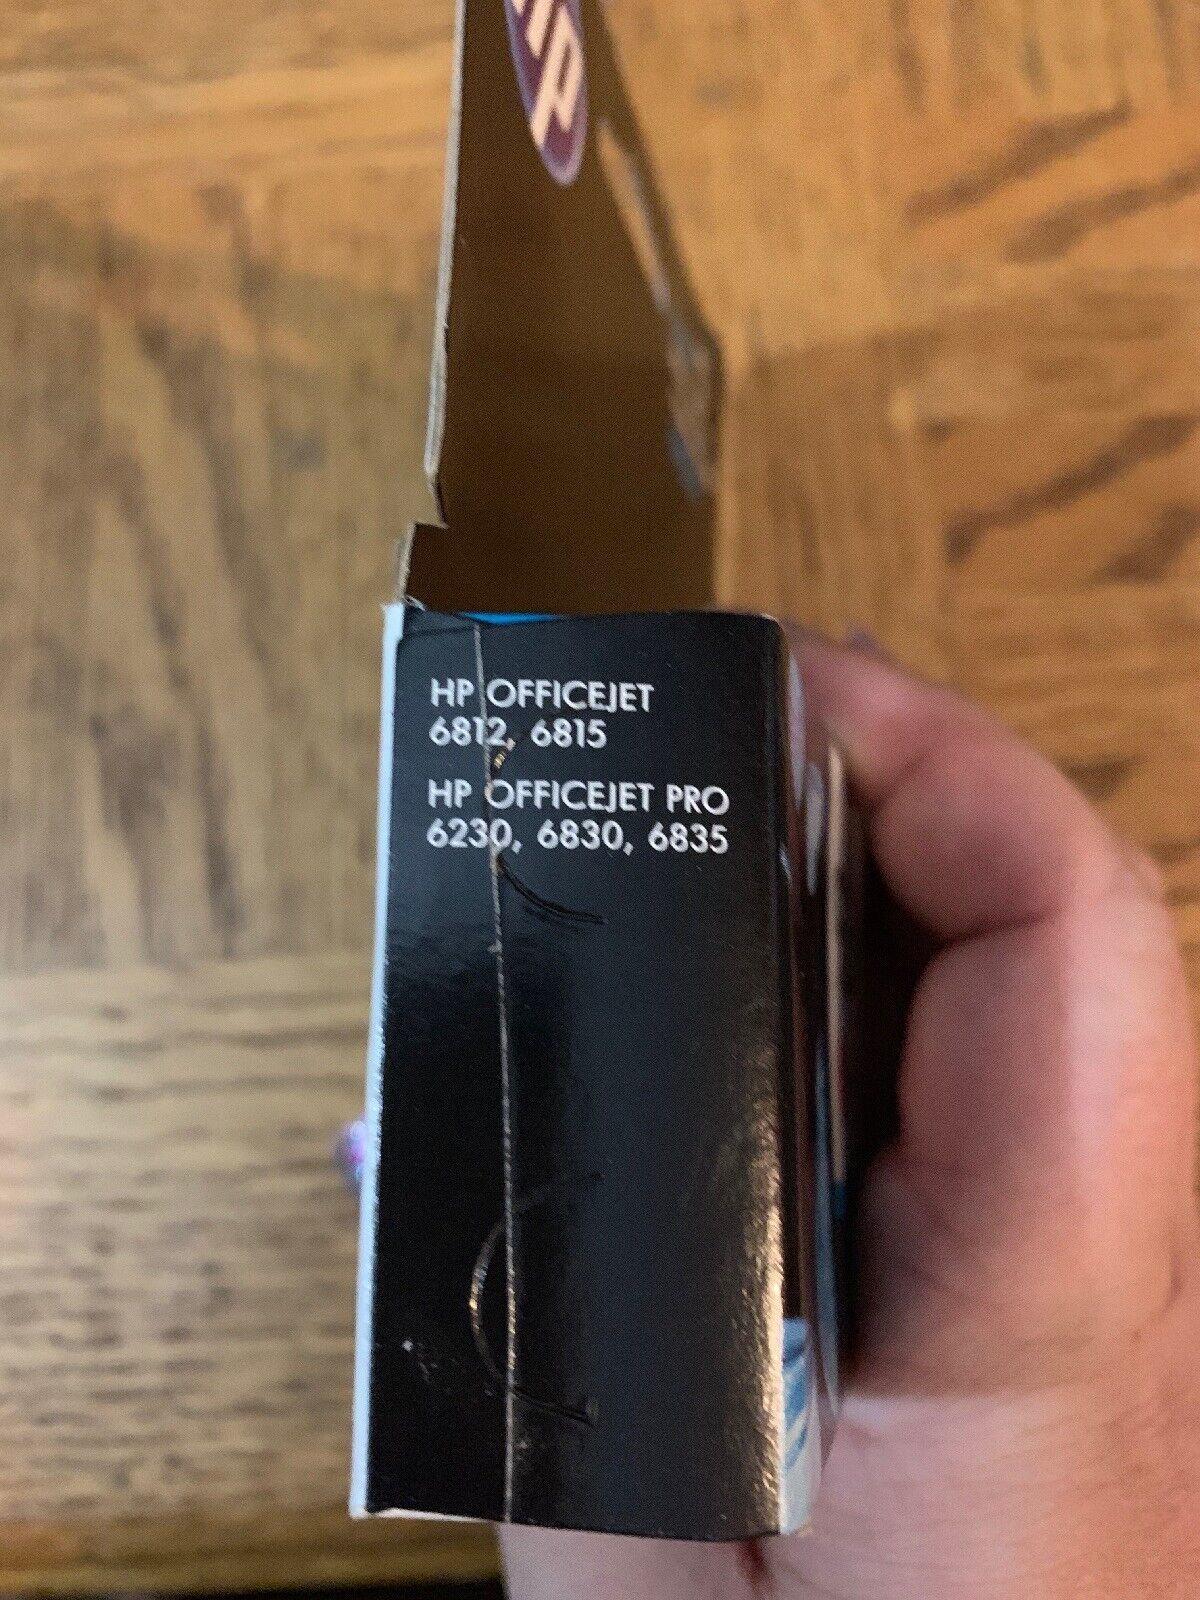 HP OFFICEJET
6812, 6815
HP OFFICEJET PRO
6230, 6830, 6835